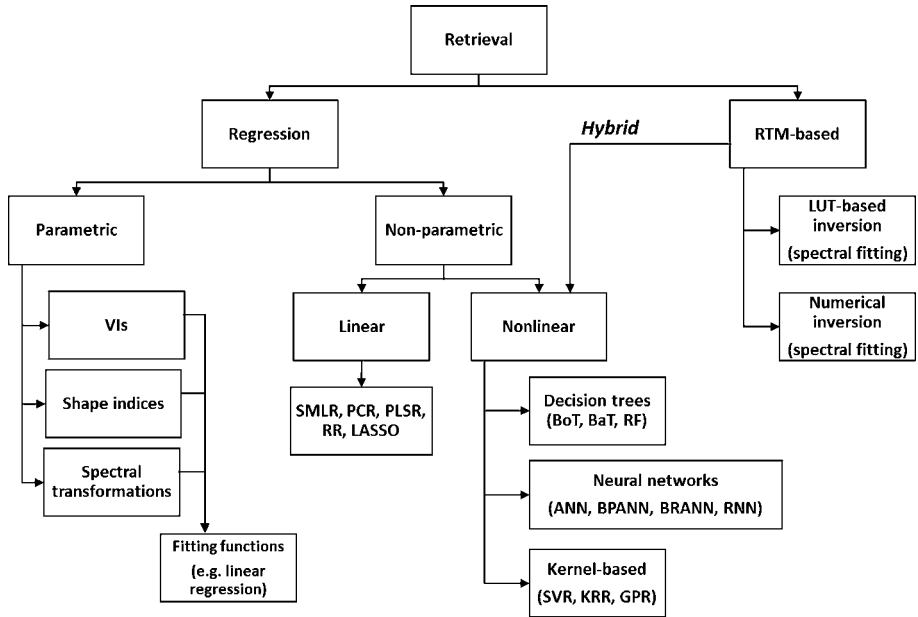 Retrieval
Regression
Hybrid
RTM-based
Parametric
Non-parametric
LUT-based
inversion
(spectral fitting)
VIs
Linear
Nonlinear
Numerical
inversion
(spectral fitting)
Shape indices
SMLR, PCR, PLSR,
RR, LASSO
Decision trees
(BoT, BaT, RF)
Spectral
transformations
Neural networks
(ANN, BPANN, BRANN, RNN)
Fitting functions
(e.g. linear
regression)
Kernel-based
(SVR, KRR, GPR)